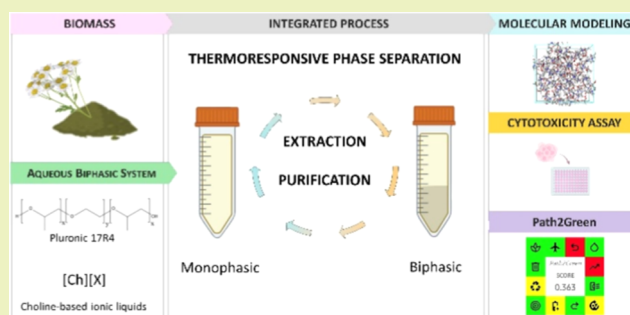 BIOMASS
INTEGRATED PROCESS
MOLECULAR MODELING
THERMORESPONSIVE PHASE SEPARATION
CYTOTOXICITY ASSAY
EXTRACTION
PURIFICATION
AQUEOUS BIPHASIC SYSTEM
Pluronic 17R4
[Ch][X]
Choline-based ionic liquids
Monophasic
Biphasic
Path2Green
SCORE
0.363